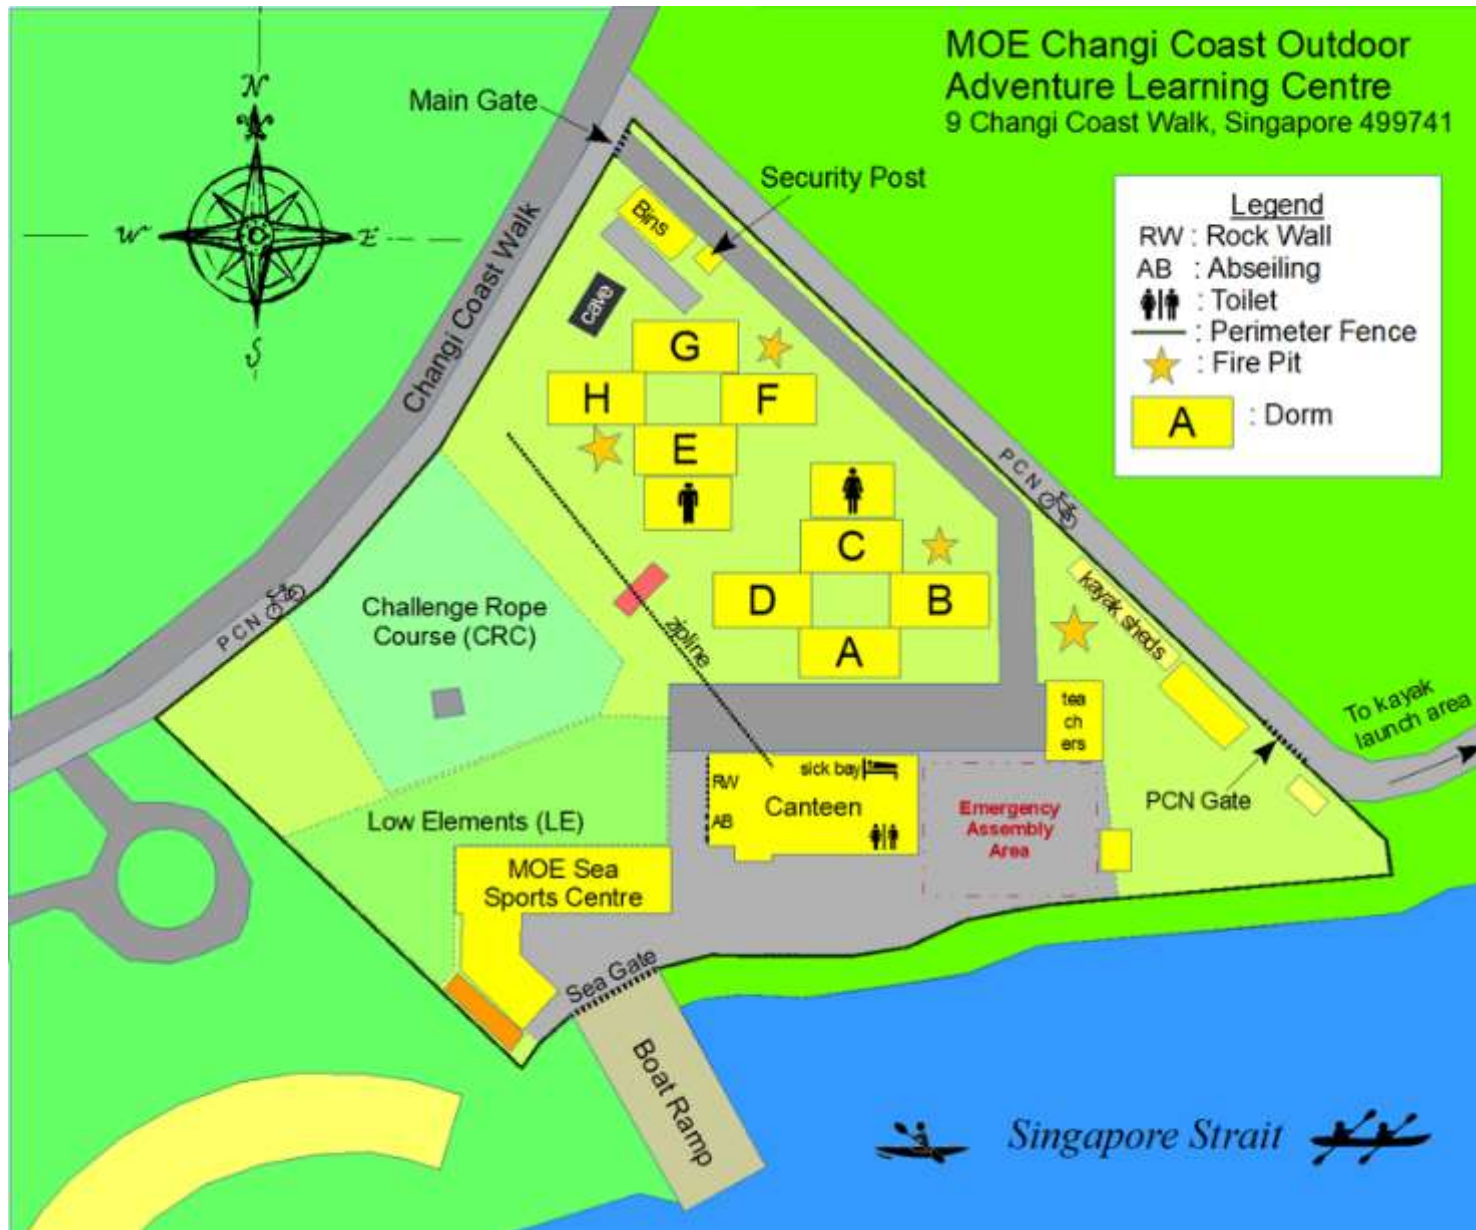 MOE Changi Coast Outdoor
Adventure Learning Centre
9 Changi Coast Walk, Singapore 499741
N
W
E
S
Main Gate
Security Post
Changi Coast Walk
Legend
RW : Rock Wall
AB : Abseiling
: Toilet
: Perimeter Fence
: Fire Pit
A : Dorm
Bins
cave
G
H
F
E
C
D
B
A
PCN
PCN
kayak sheds
Challenge Rope
Course (CRC)
zipline
tea
ch
ers
To kayak
launch area
PCN Gate
RW
sick bay
Canteen
AB
Emergency
Assembly
Area
Low Elements (LE)
MOE Sea
Sports Centre
Sea Gate
Boat Ramp
Singapore Strait